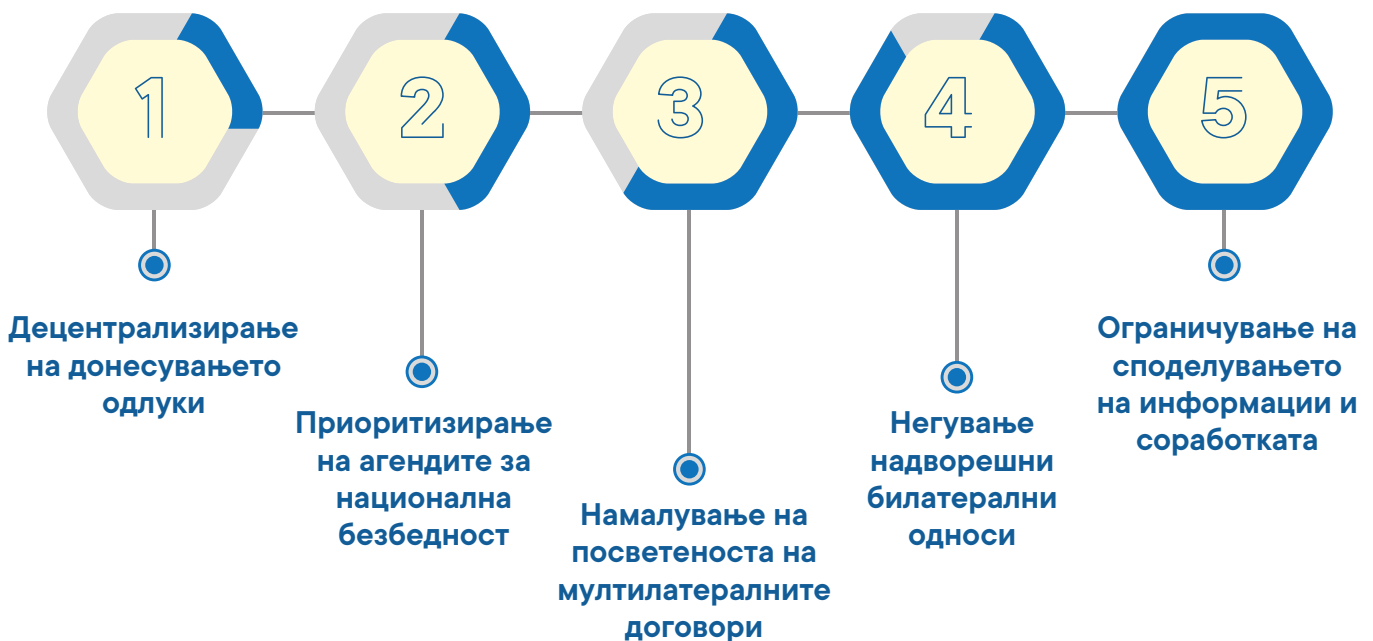 1
2
3
4
5
Децентрализирање
на донесувањето
одлуки
Приоритизирање
на агендите за
национална
безбедност
Намалување на
посветеноста на
мултилатералните
договори
Негување
надворешни
билатерални
односи
Ограничување на
споделувањето
на информации и
соработката